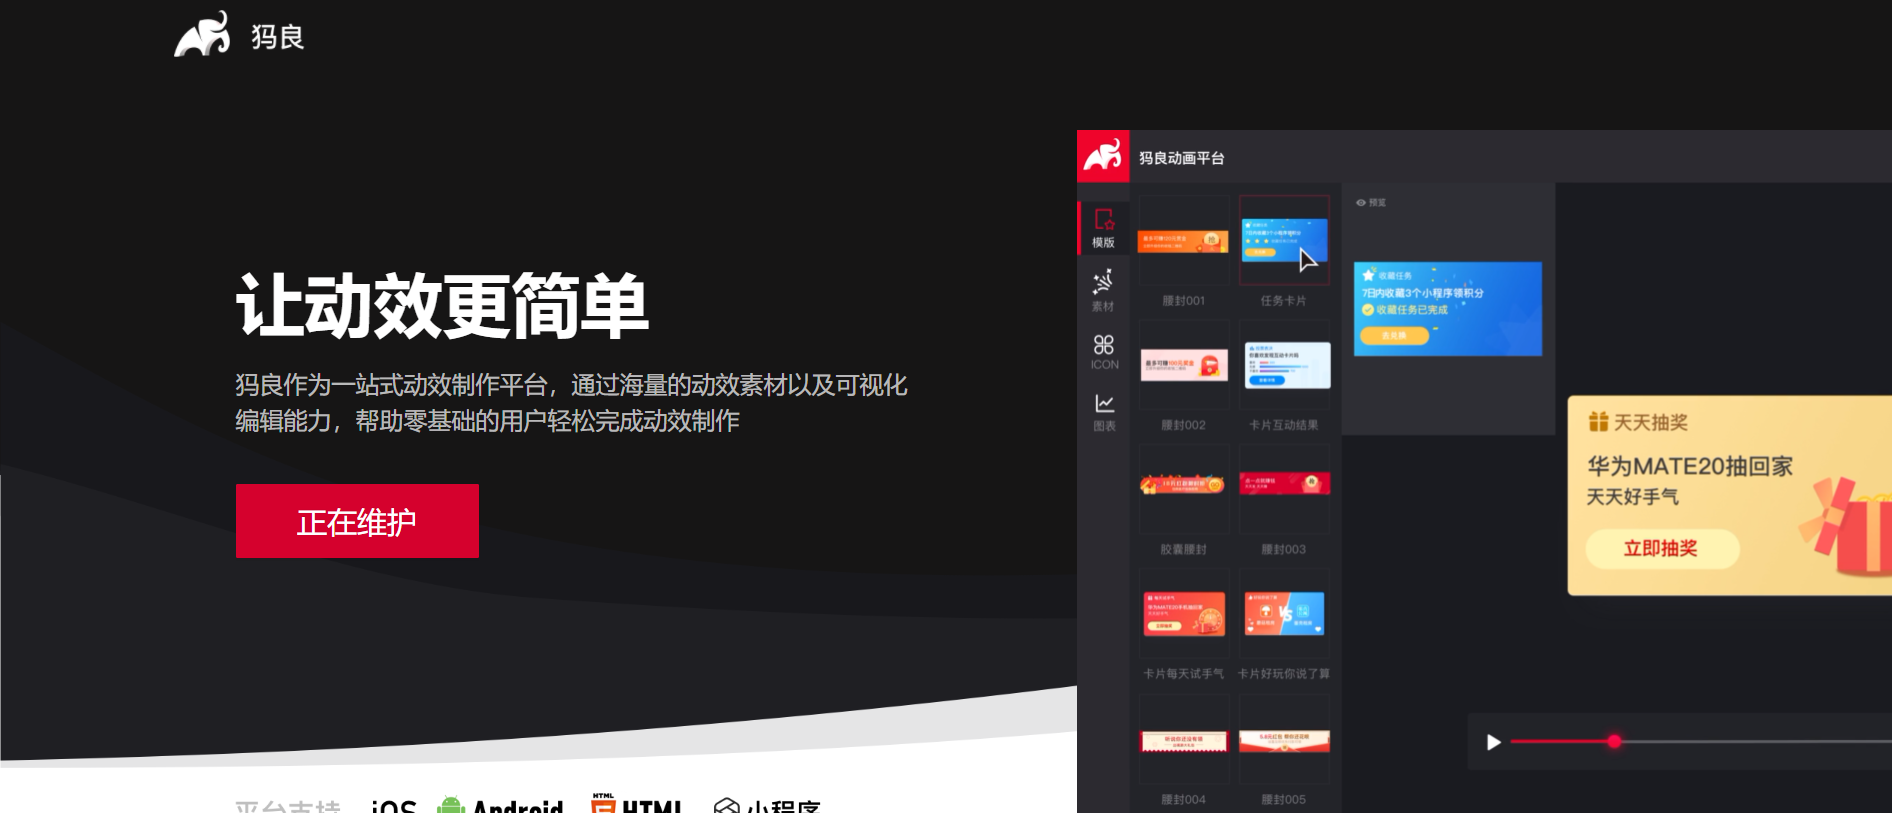 犸良
让动效更简单
犸良作为一站式动效制作平台，通过海量的动效素材以及可视化
编辑能力，帮助零基础的用户轻松完成动效制作
正在维护
平台支持 iOS Android HTML HTML 小程序
犸良动画平台
模版
素材
ICON
图表
腰封001
任务卡片
腰封002
卡片互动结果
胶囊腰封
腰封003
卡片每天试手气
卡片好玩你说了算
腰封004
腰封005
预览
收藏任务
7日内收藏3个小程序领积分
收藏任务已完成
去兑换
天天抽奖
华为MATE20抽回家
天天好手气
立即抽奖